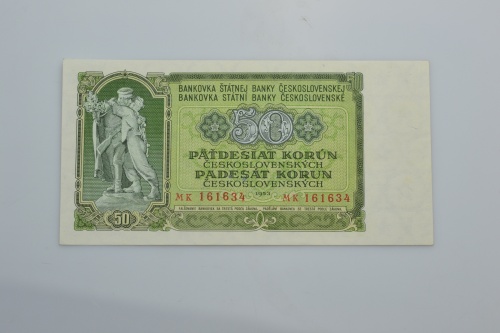 BANKOVKA ŠTÁTNEJ BANKY ČESKOSLOVENSKEJ
BANKOVKA STÁTNÍ BANKY ČESKOSLOVENSKÉ
50
PÄŤDESIAT KORÚN
ČESKOSLOVENSKÝCH
PADESÁT KORUN
ČESKOSLOVENSKÝCH
1953
MK 161634 MK 161634
50